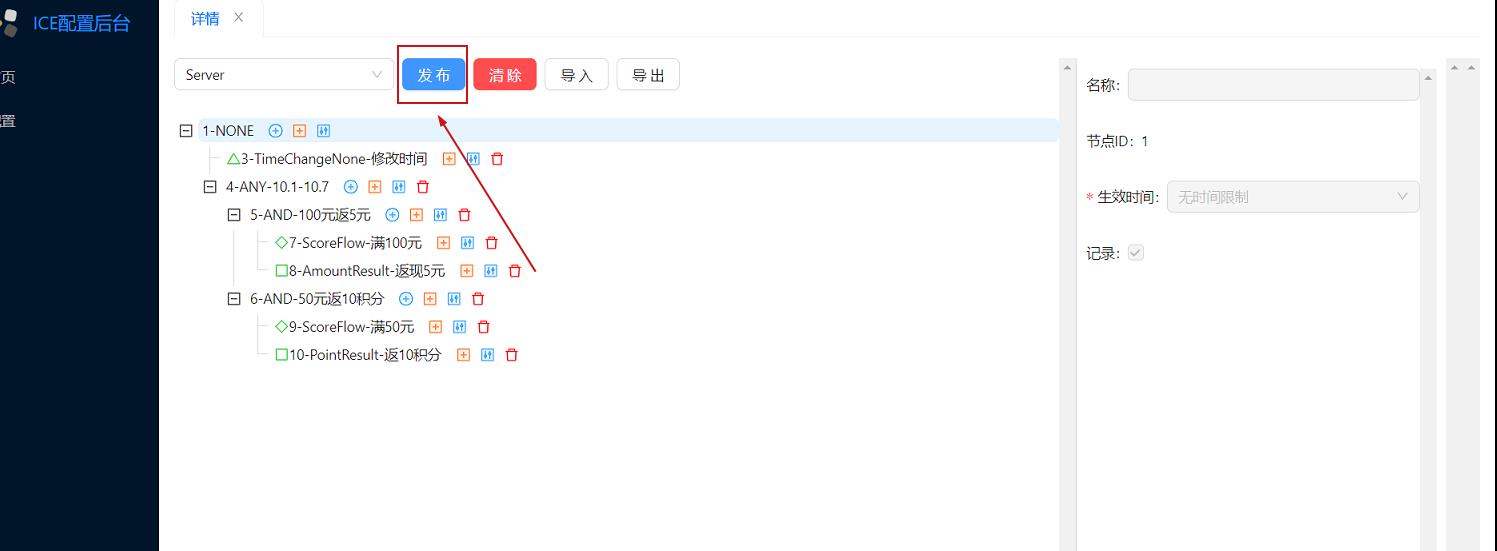 ICE配置后台
详情
页
置
Server
发布
清除
导入
导出
1-NONE
3-TimeChangeNone-修改时间
4-ANY-10.1-10.7
5-AND-100元返5元
7-ScoreFlow-满100元
8-AmountResult-返现5元
6-AND-50元返10积分
9-ScoreFlow-满50元
10-PointResult-返10积分
名称:
节点ID: 1
* 生效时间: 无时间限制
记录: